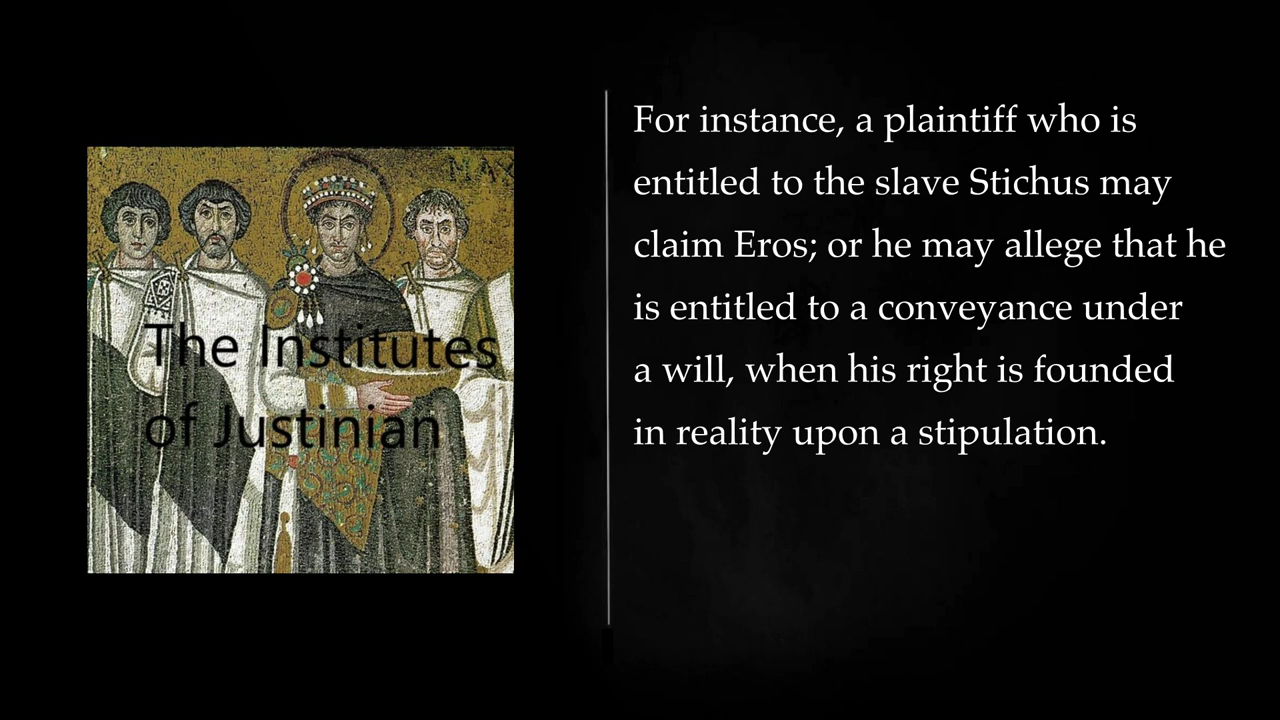 The Institutes
of Justinian
For instance, a plaintiff who is
entitled to the slave Stichus may
claim Eros; or he may allege that he
is entitled to a conveyance under
a will, when his right is founded
in reality upon a stipulation.